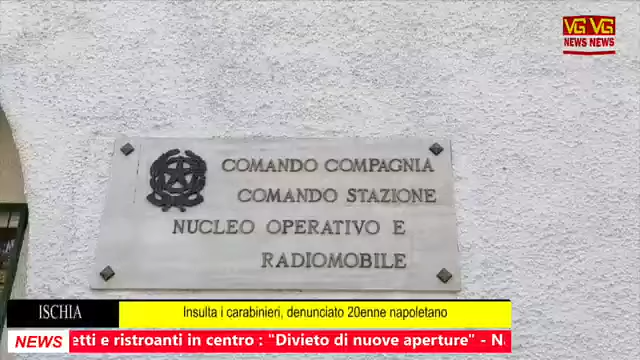 VG VG
NEWS NEWS
COMANDO COMPAGNIA
COMANDO STAZIONE
NUCLEO OPERATIVO E
RADIOMOBILE
ISCHIA
Insulta i carabinieri, denunciato 20enne napoletano
NEWS
etti e ristroanti in centro : "Divieto di nuove aperture" - N.